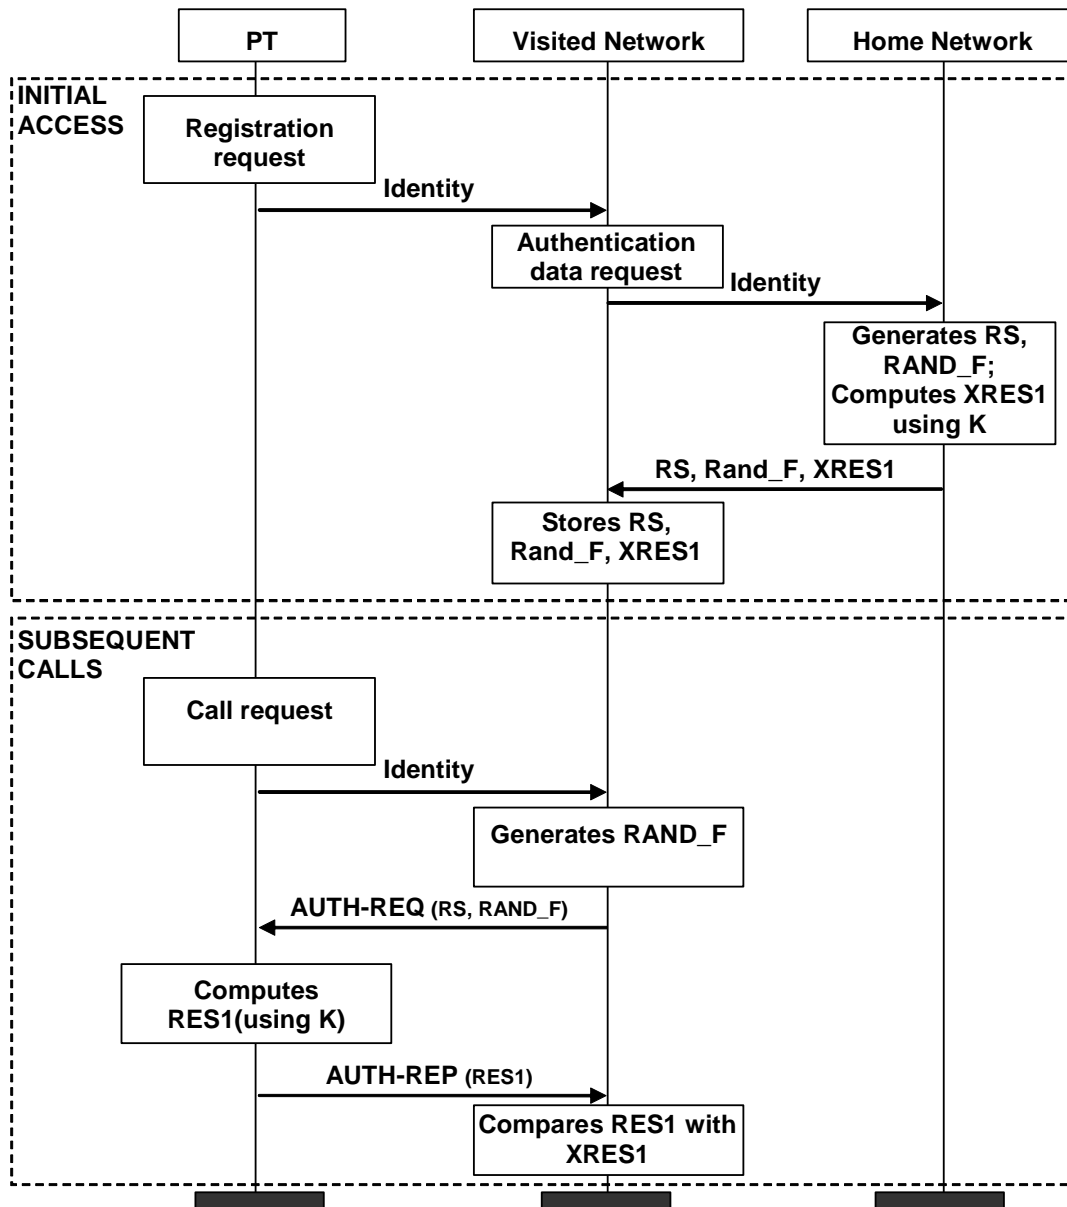 PT
Visited Network
Home Network
INITIAL
ACCESS
Registration
request
Identity
Authentication
data request
Identity
Generates RS,
RAND_F;
Computes XRES1
using K
RS, Rand_F, XRES1
Stores RS,
Rand_F, XRES1
SUBSEQUENT
CALLS
Call request
Identity
Generates RAND_F
AUTH-REQ (RS, RAND_F)
Computes
RES1(using K)
AUTH-REP (RES1)
Compares RES1 with
XRES1